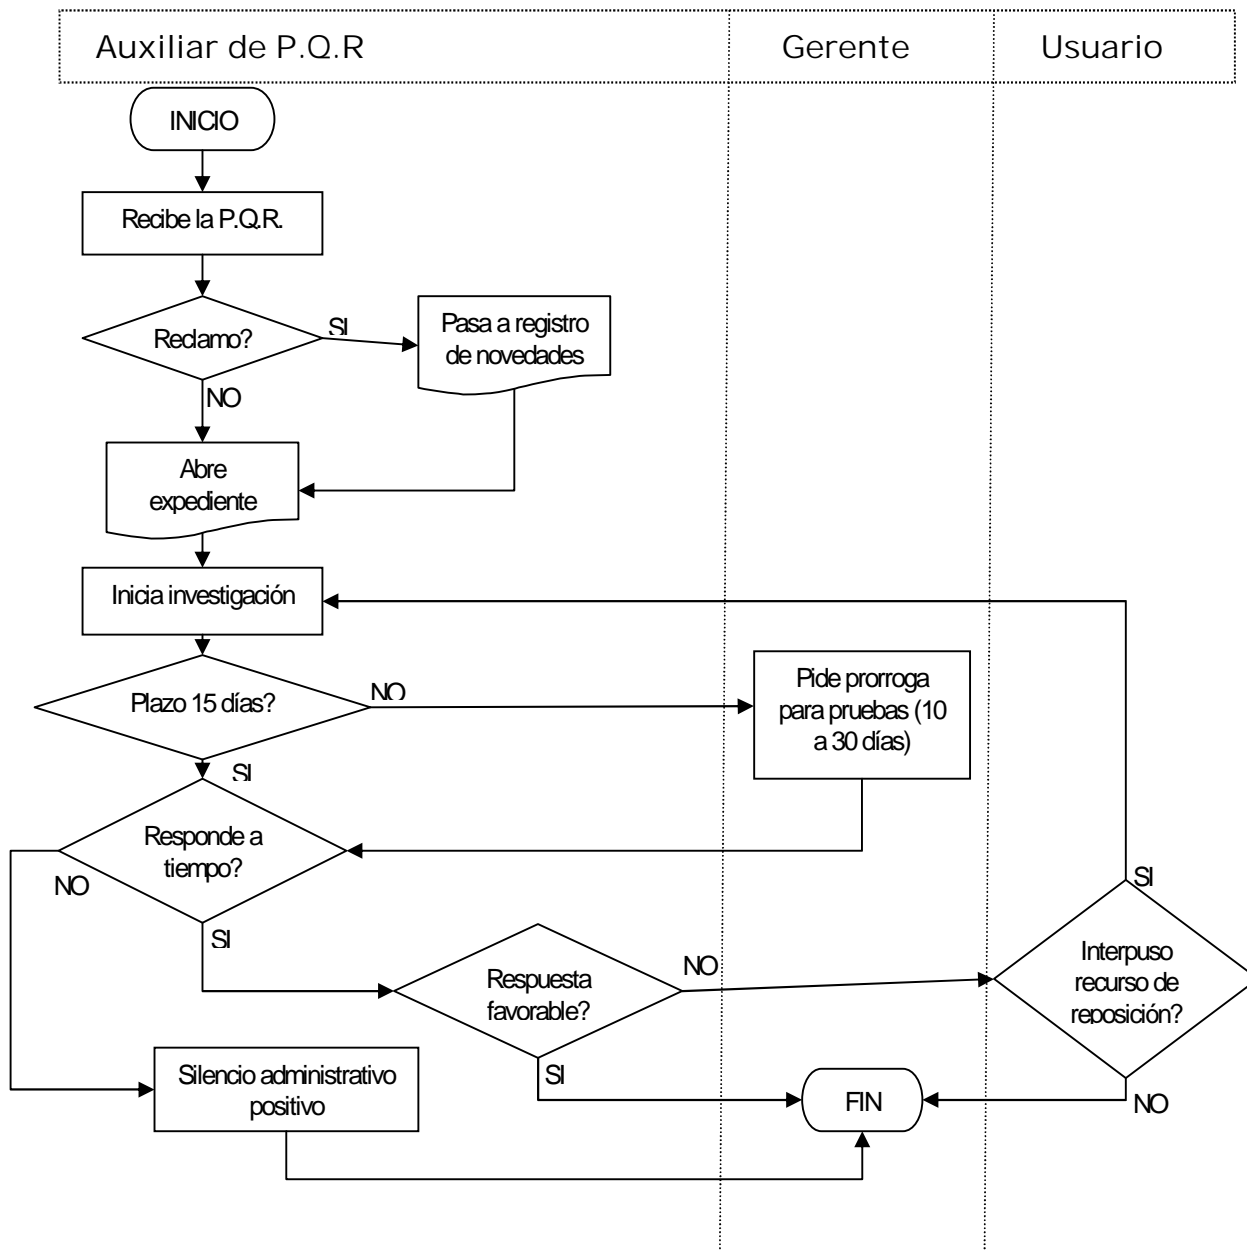 Auxiliar de P.Q.R
Gerente
Usuario
INICIO
Recibe la P.Q.R.
Reclamo?
SI
Pasa a registro
de novedades
NO
Abre
expediente
Inicia investigación
Plazo 15 días?
NO
Pide prorroga
para pruebas (10
a 30 días)
SI
Responde a
tiempo?
NO
SI
Respuesta
favorable?
NO
SI
Interpuso
recurso de
reposición?
SI
NO
Silencio administrativo
positivo
FIN